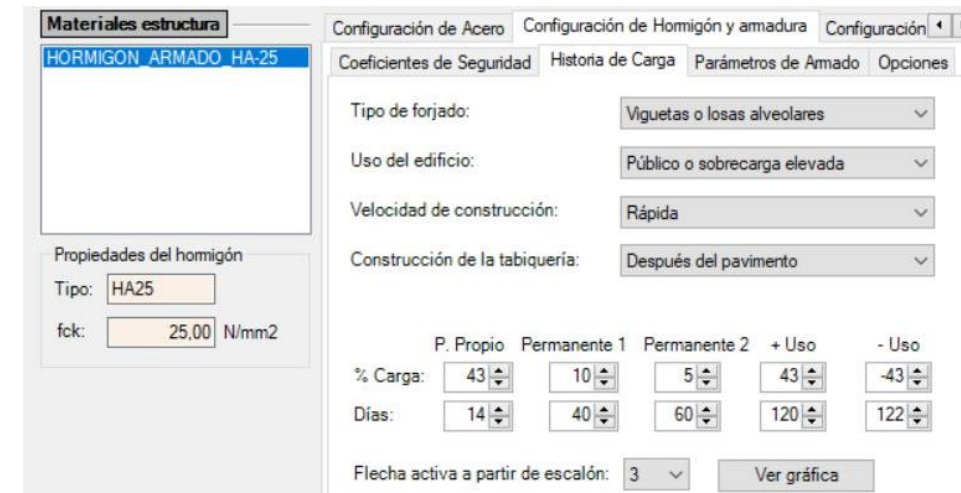 Materiales estructura
HORMIGON_ARMADO_HA-25
Propiedades del hormigón
Tipo: HA25
fck: 25,00 N/mm2
Configuración de Acero Configuración de Hormigón y armadura Configuración
Coeficientes de Seguridad Historia de Carga Parámetros de Armado Opciones
Tipo de forjado: Viguetas o losas alveolares
Uso del edificio: Público o sobrecarga elevada
Velocidad de construcción: Rápida
Construcción de la tabiquería: Después del pavimento
P. Propio Permanente 1 Permanente 2 + Uso - Uso
% Carga: 43 10 5 43 -43
Días: 14 40 60 120 122
Flecha activa a partir de escalón: 3 Ver gráfica